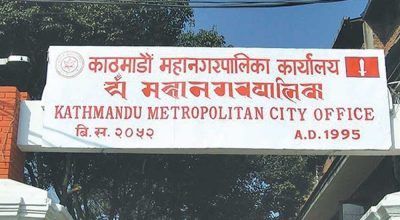 काठमाडौं महानगरपालिका कार्यालय
KATHMANDU METROPOLITAN CITY OFFICE
बि.स. २०५२ A.D. 1995